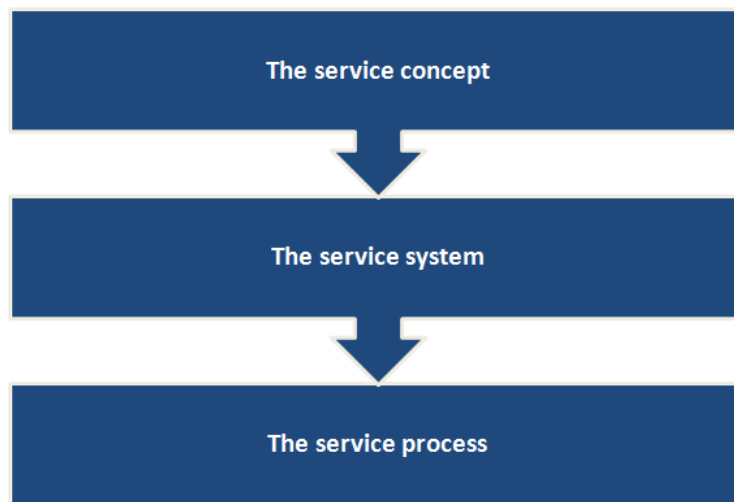 The service concept
The service system
The service process